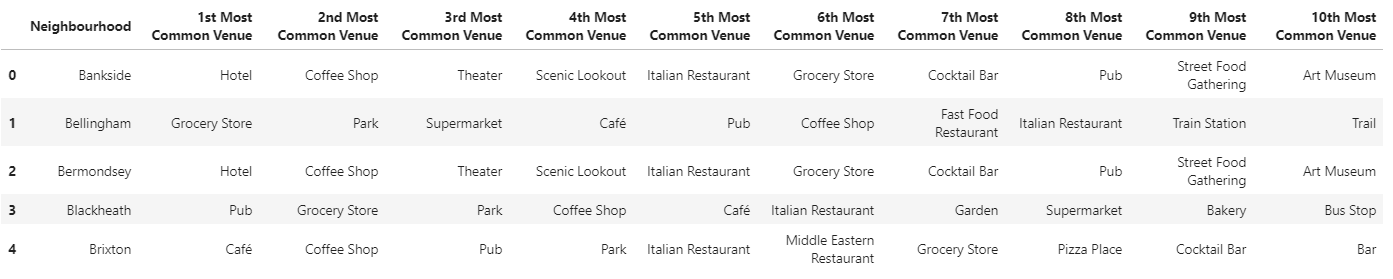 Neighbourhood 1st Most Common Venue 2nd Most Common Venue 3rd Most Common Venue 4th Most Common Venue 5th Most Common Venue 6th Most Common Venue 7th Most Common Venue 8th Most Common Venue 9th Most Common Venue 10th Most Common Venue
0 Bankside Hotel Coffee Shop Theater Scenic Lookout Italian Restaurant Grocery Store Cocktail Bar Pub Street Food Gathering Art Museum
1 Bellingham Grocery Store Park Supermarket Café Pub Coffee Shop Fast Food Restaurant Italian Restaurant Train Station Trail
2 Bermondsey Hotel Coffee Shop Theater Scenic Lookout Italian Restaurant Grocery Store Cocktail Bar Pub Street Food Gathering Art Museum
3 Blackheath Pub Grocery Store Park Coffee Shop Café Italian Restaurant Garden Supermarket Bakery Bus Stop
4 Brixton Café Coffee Shop Pub Park Italian Restaurant Middle Eastern Restaurant Grocery Store Pizza Place Cocktail Bar Bar